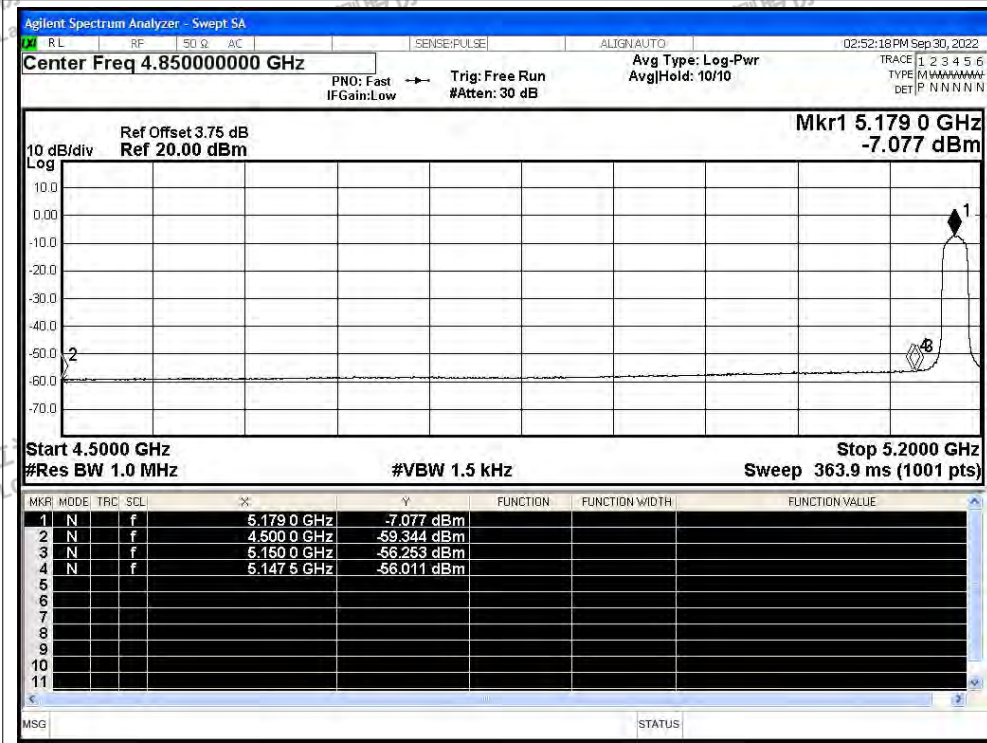 Agilent Spectrum Analyzer - Swept SA
RL RF 50 Ω AC SENSE:PULSE ALIGNAUTO 02:52:18 PM Sep 30, 2022
Center Freq 4.850000000 GHz
PNO: Fast
IFGain:Low
Trig: Free Run
#Atten: 30 dB
Avg Type: Log-Pwr
Avg|Hold: 10/10
TRACE 1 2 3 4 5 6
TYPE MWWWWW
DET P N N N N N
Mkr1 5.179 0 GHz
-7.077 dBm
Ref Offset 3.75 dB
10 dB/div Ref 20.00 dBm
Log
10.0
0.00
-10.0
-20.0
-30.0
-40.0
-50.0
-60.0
-70.0
1
2
4
3
Start 4.5000 GHz Stop 5.2000 GHz
#Res BW 1.0 MHz #VBW 1.5 kHz Sweep 363.9 ms (1001 pts)
MKR MODE TRC SCL X Y FUNCTION FUNCTION WIDTH FUNCTION VALUE
1 N f 5.179 0 GHz -7.077 dBm
2 N f 4.500 0 GHz -59.344 dBm
3 N f 5.150 0 GHz -56.253 dBm
4 N f 5.147 5 GHz -56.011 dBm
5
6
7
8
9
10
11
MSG STATUS